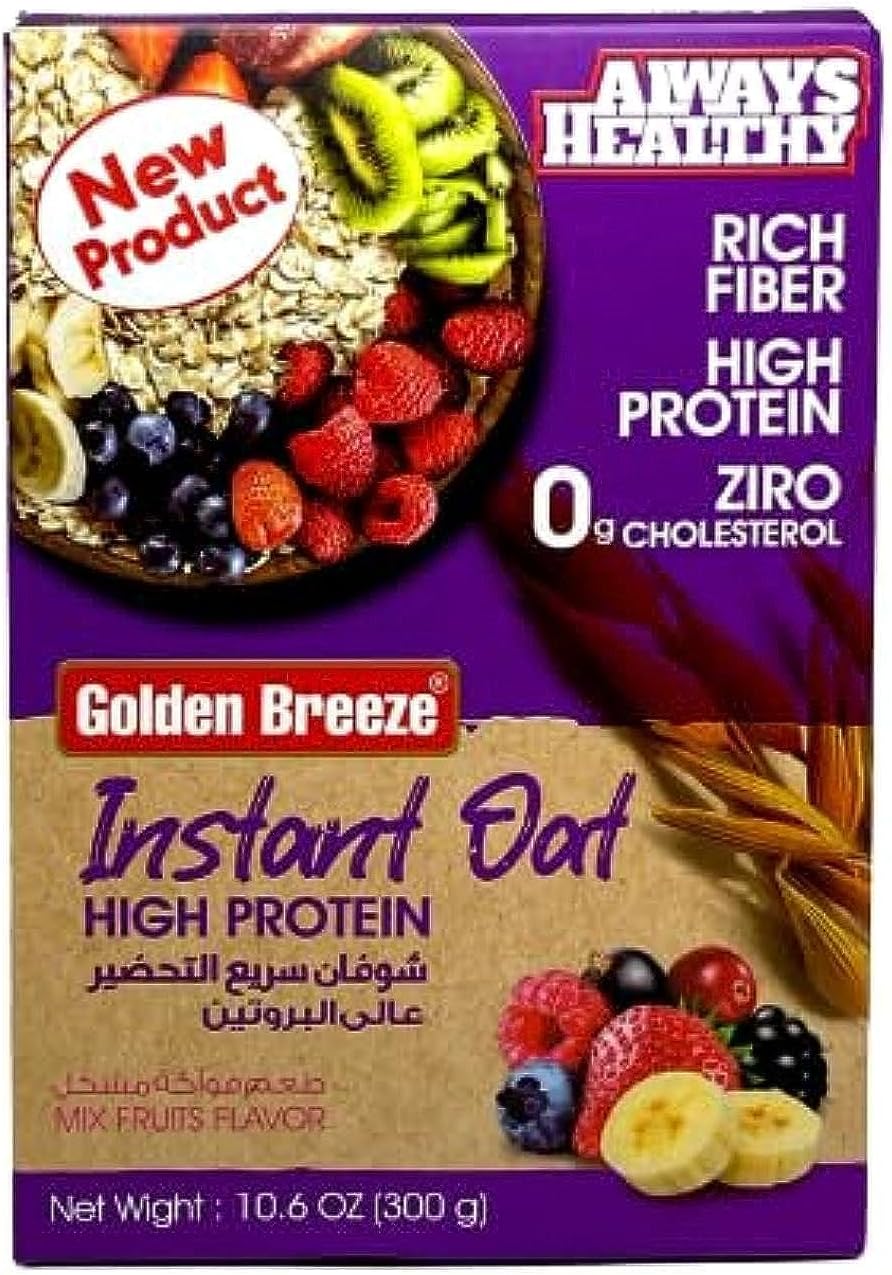 New
Product
ALWAYS
HEALTHY
RICH
FIBER
HIGH
PROTEIN
0g ZIRO
CHOLESTEROL
Golden Breeze®
Instant Oat
HIGH PROTEIN
شوفان سريع التحضير
عالى البروتين
طعم فواكة مشكل
MIX FRUITS FLAVOR
Net Wight : 10.6 OZ (300 g)